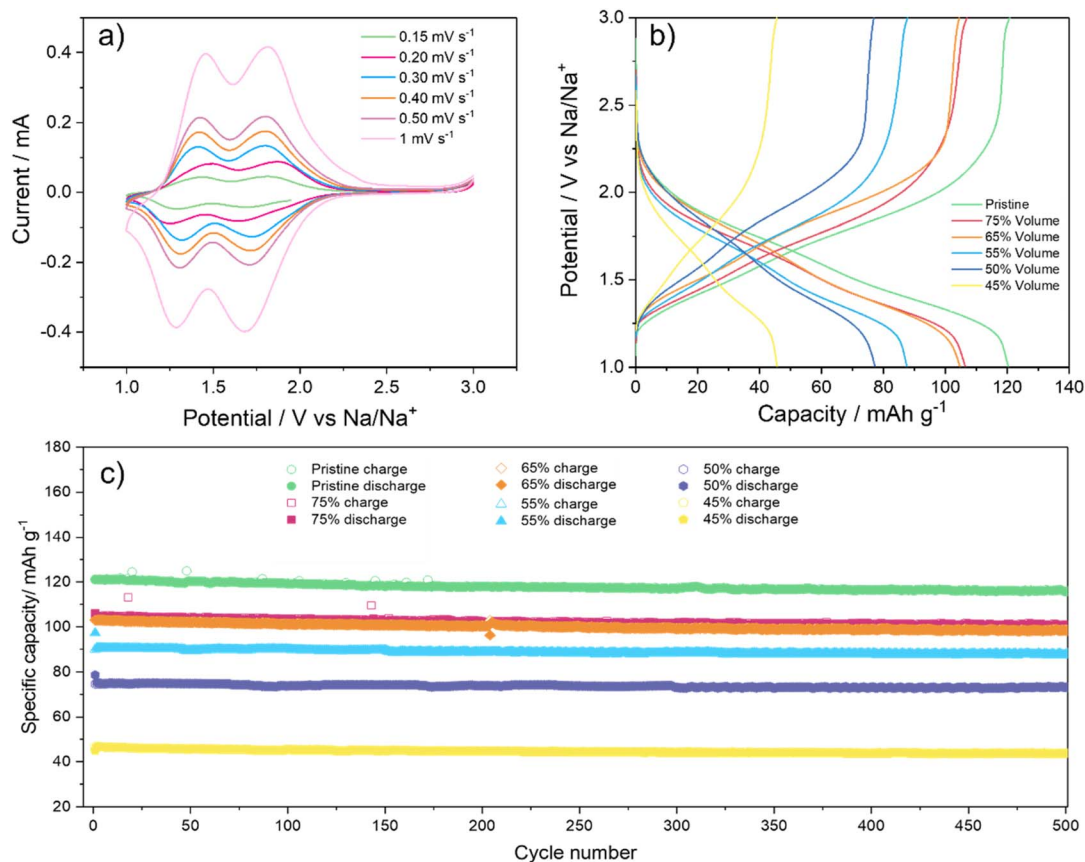 a)
0.15 mV s⁻¹
0.20 mV s⁻¹
0.30 mV s⁻¹
0.40 mV s⁻¹
0.50 mV s⁻¹
1 mV s⁻¹
0.4
0.2
0.0
-0.2
-0.4
Current / mA
1.0 1.5 2.0 2.5 3.0
Potential / V vs Na/Na⁺
b)
3.0
2.5
2.0
1.5
1.0
Potential / V vs Na/Na⁺
Pristine
75% Volume
65% Volume
55% Volume
50% Volume
45% Volume
0 20 40 60 80 100 120 140
Capacity / mAh g⁻¹
c)
Pristine charge
Pristine discharge
75% charge
75% discharge
65% charge
65% discharge
55% charge
55% discharge
50% charge
50% discharge
45% charge
45% discharge
180
160
140
120
100
80
60
40
20
Specific capacity/ mAh g⁻¹
0 50 100 150 200 250 300 350 400 450 500
Cycle number